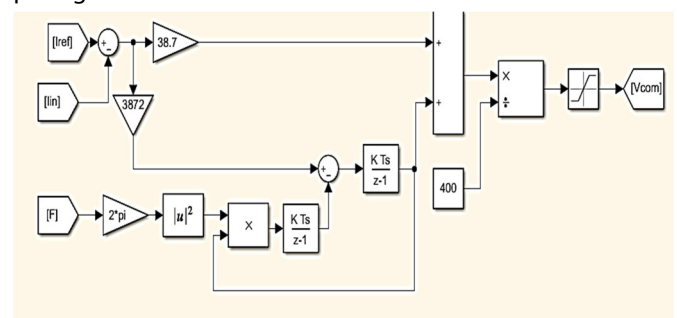 [Iref]
+
-
38.7
+
[Iin]
3872
+
X
÷
[Vcom]
+
-
K Ts
z-1
400
[F]
2*pi
|u|²
X
K Ts
z-1